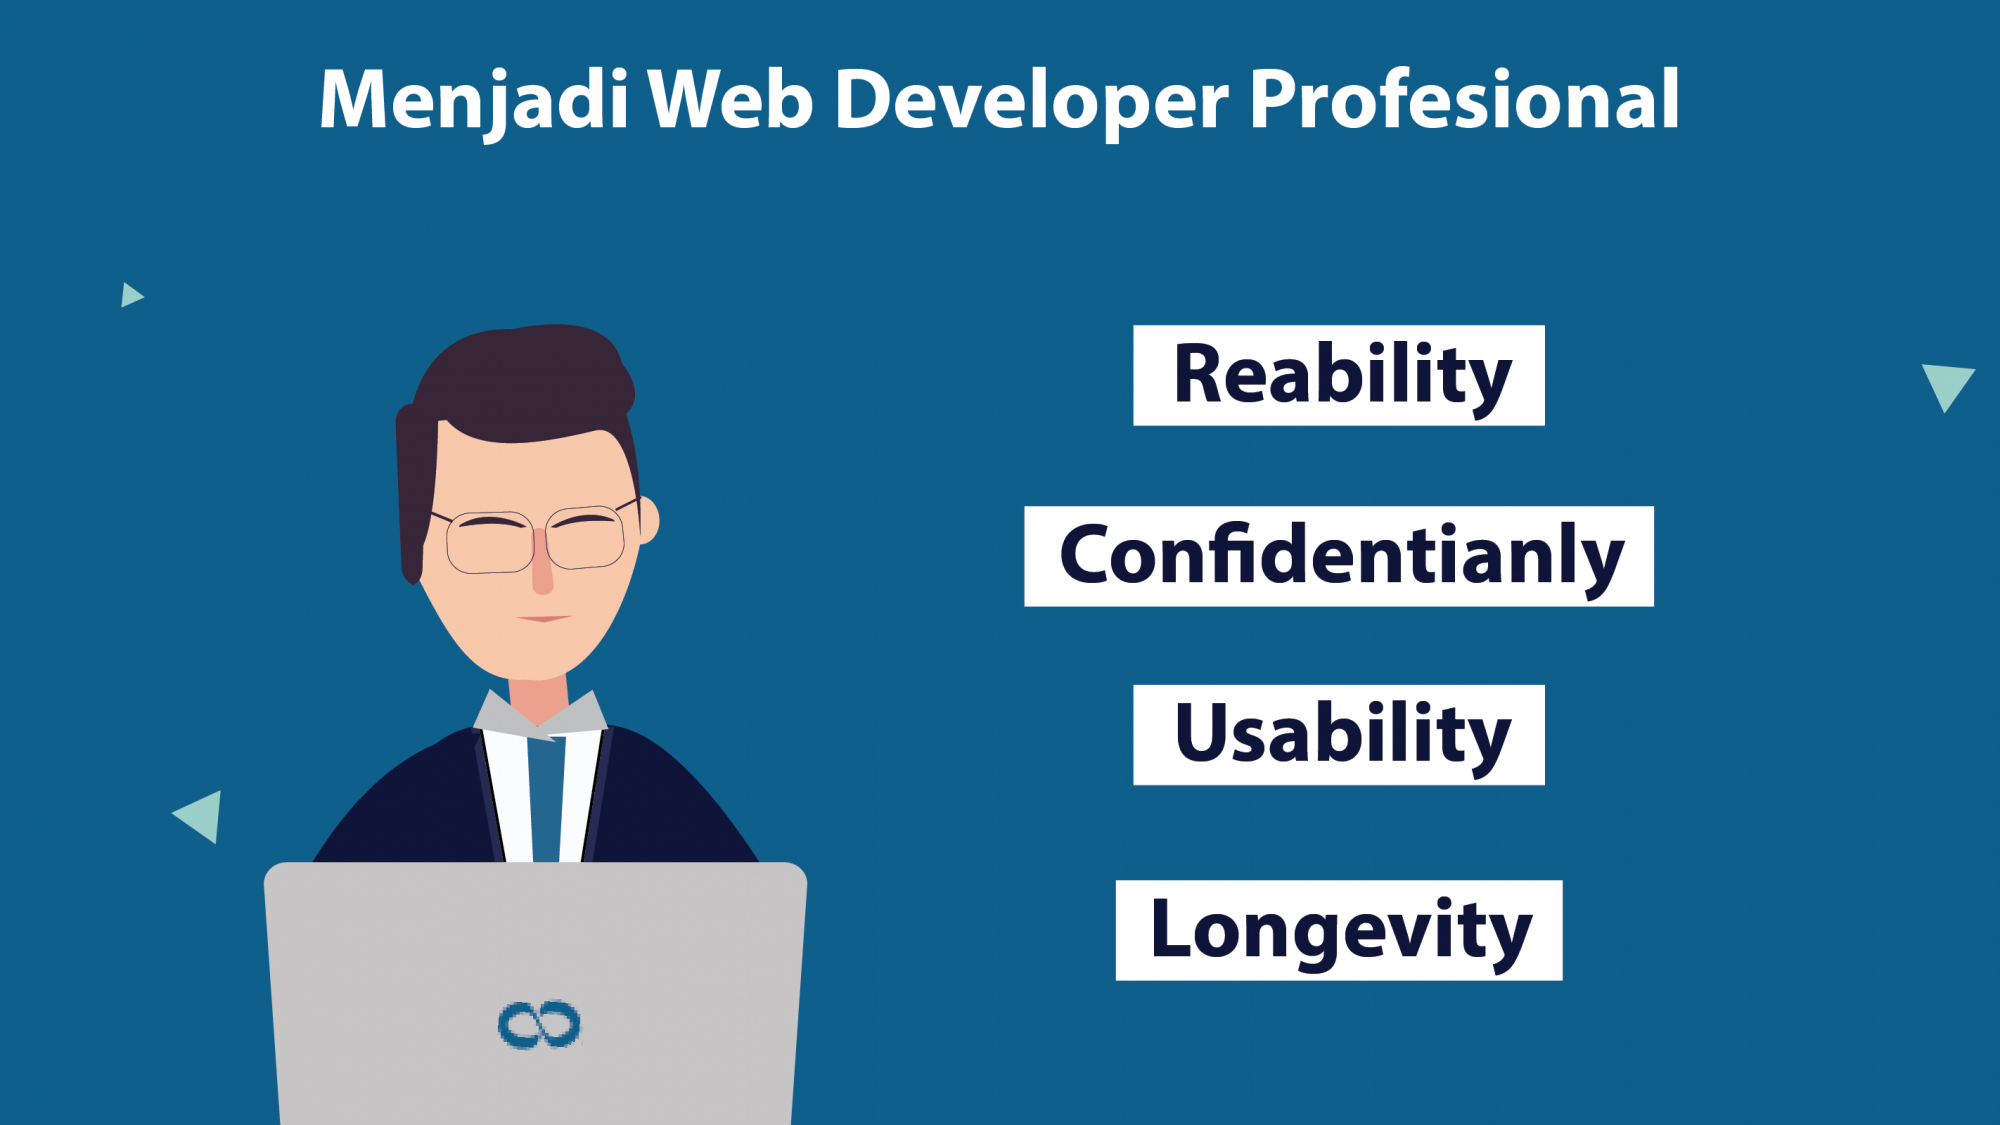 Menjadi Web Developer Profesional
Reability
Confidentianly
Usability
Longevity